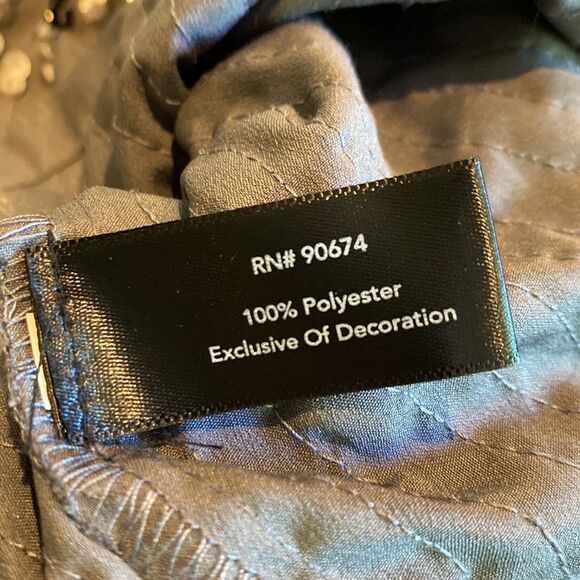 RN# 90674
100% Polyester
Exclusive Of Decoration